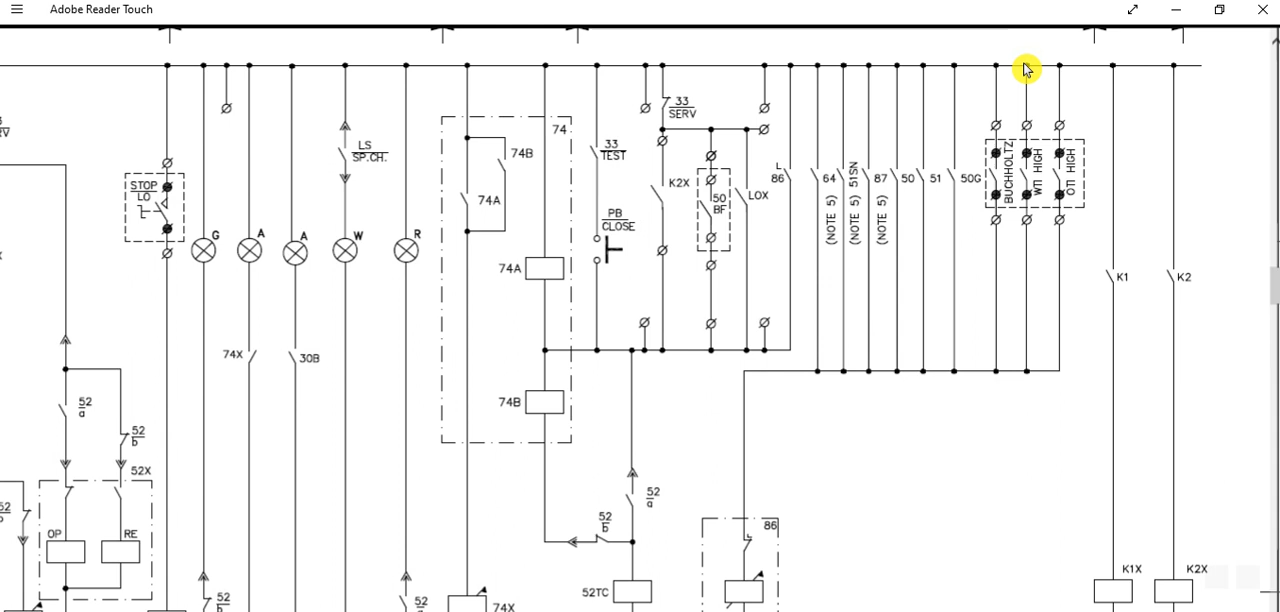 Adobe Reader Touch
33
SERV
74
LS
SP.CH.
74B
33
TEST
L
86
64
(NOTE 5)
51SN
(NOTE 5)
87
(NOTE 5)
50
51
50G
BUCHHOLTZ
WTI HIGH
OTI HIGH
STOP
LO
74A
K2X
50
BF
LOX
PB
CLOSE
G
A
A
W
R
74A
K1
K2
74X
30B
74B
52
a
52
b
52X
52
a
52
b
86
OP
RE
52TC
K1X
K2X
52
b
52
74X